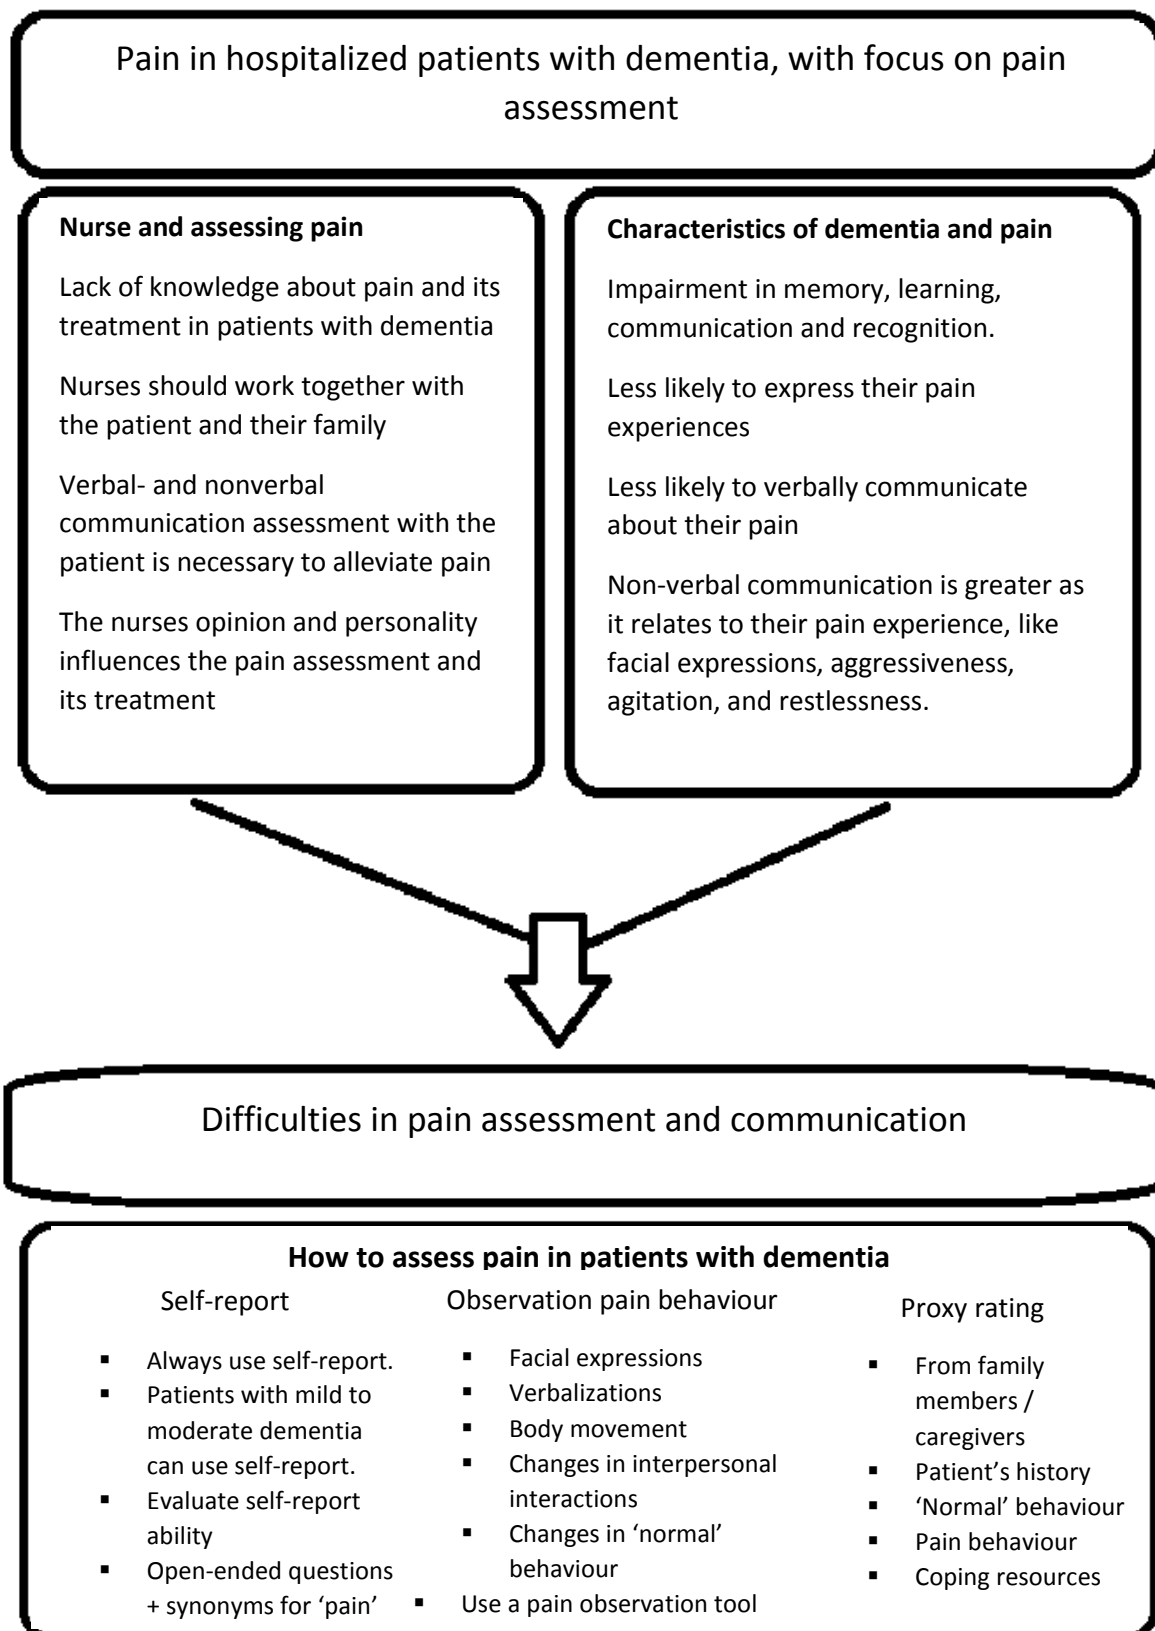 Pain in hospitalized patients with dementia, with focus on pain
assessment
Nurse and assessing pain
Lack of knowledge about pain and its
treatment in patients with dementia
Nurses should work together with
the patient and their family
Verbal- and nonverbal
communication assessment with the
patient is necessary to alleviate pain
The nurses opinion and personality
influences the pain assessment and
its treatment
Characteristics of dementia and pain
Impairment in memory, learning,
communication and recognition.
Less likely to express their pain
experiences
Less likely to verbally communicate
about their pain
Non-verbal communication is greater as
it relates to their pain experience, like
facial expressions, aggressiveness,
agitation, and restlessness.
Difficulties in pain assessment and communication
How to assess pain in patients with dementia
Self-report
▪ Always use self-report.
▪ Patients with mild to
moderate dementia
can use self-report.
▪ Evaluate self-report
ability
▪ Open-ended questions
+ synonyms for ‘pain’
Observation pain behaviour
▪ Facial expressions
▪ Verbalizations
▪ Body movement
▪ Changes in interpersonal
interactions
▪ Changes in ‘normal’
behaviour
▪ Use a pain observation tool
Proxy rating
▪ From family
members /
caregivers
▪ Patient’s history
▪ ‘Normal’ behaviour
▪ Pain behaviour
▪ Coping resources